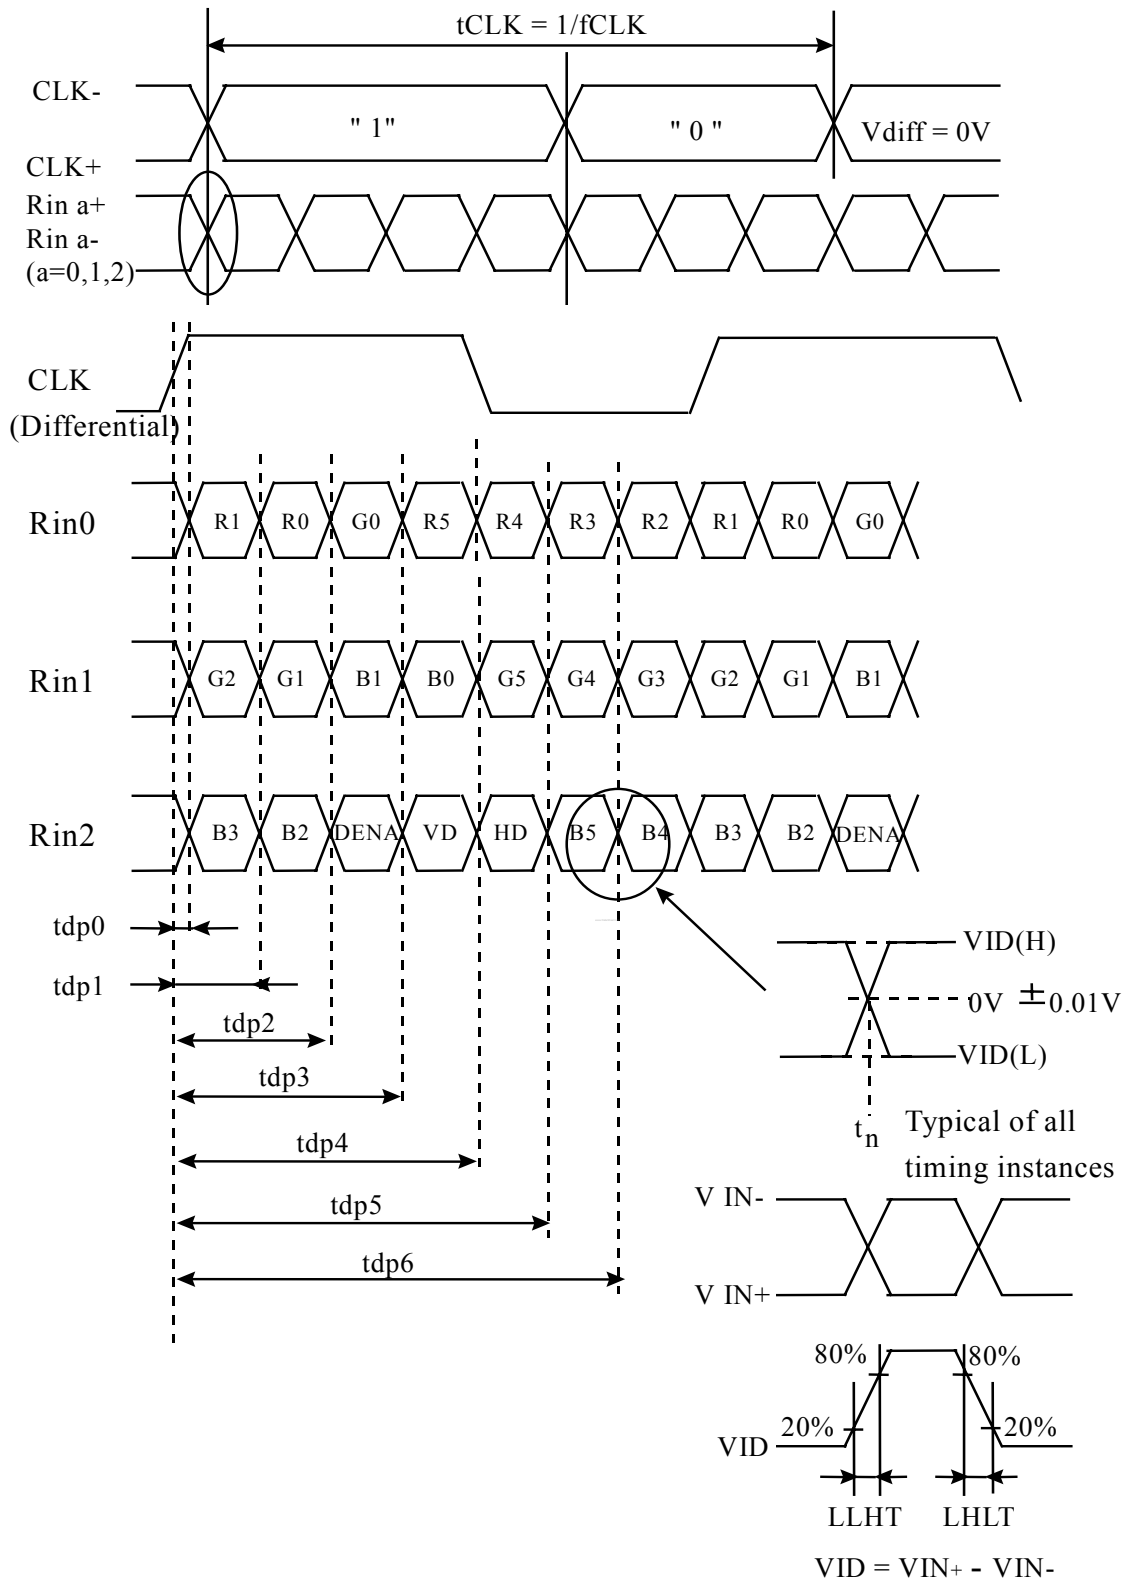 tCLK = 1/fCLK
CLK-
" 1"
" 0 "
Vdiff = 0V
CLK+
Rin a+
Rin a-
(a=0,1,2)
CLK
(Differential)
Rin0
R1 R0 G0 R5 R4 R3 R2 R1 R0 G0
Rin1
G2 G1 B1 B0 G5 G4 G3 G2 G1 B1
Rin2
B3 B2 DENA VD HD B5 B4 B3 B2 DENA
tdp0
tdp1
tdp2
tdp3
tdp4
tdp5
tdp6
VID(H)
0V ±0.01V
VID(L)
tn
Typical of all
timing instances
V IN-
V IN+
80% 80%
20% 20%
VID
LLHT LHLT
VID = VIN+ - VIN-